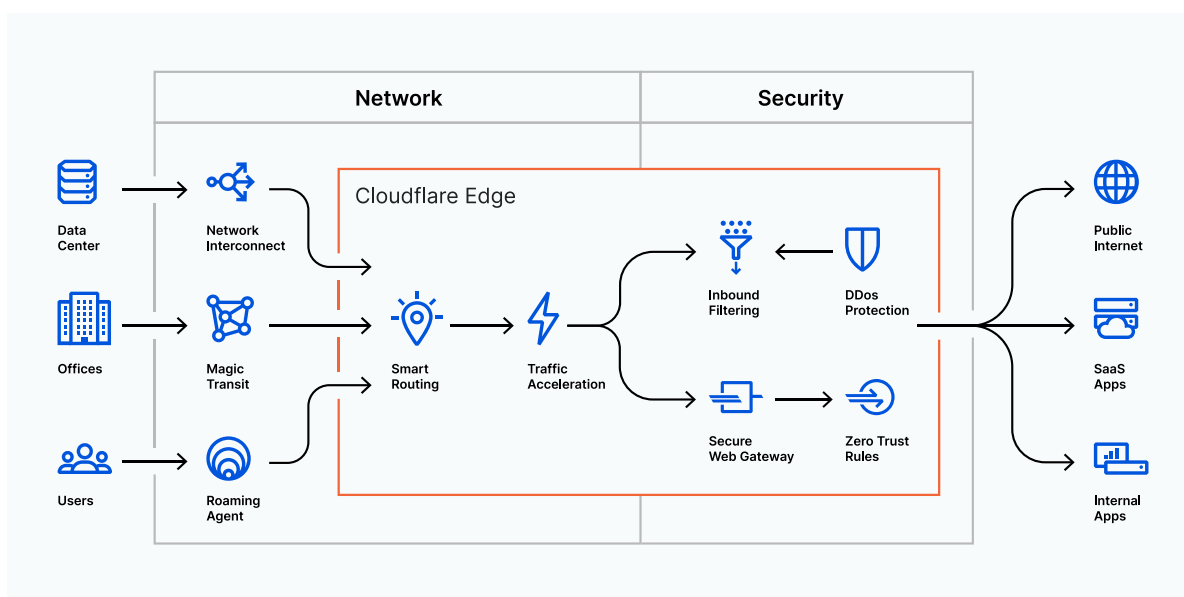 Network
Security
Cloudflare Edge
Data
Center
Network
Interconnect
Public
Internet
Inbound
Filtering
DDos
Protection
Offices
Magic
Transit
Smart
Routing
Traffic
Acceleration
SaaS
Apps
Secure
Web Gateway
Zero Trust
Rules
Users
Roaming
Agent
Internal
Apps